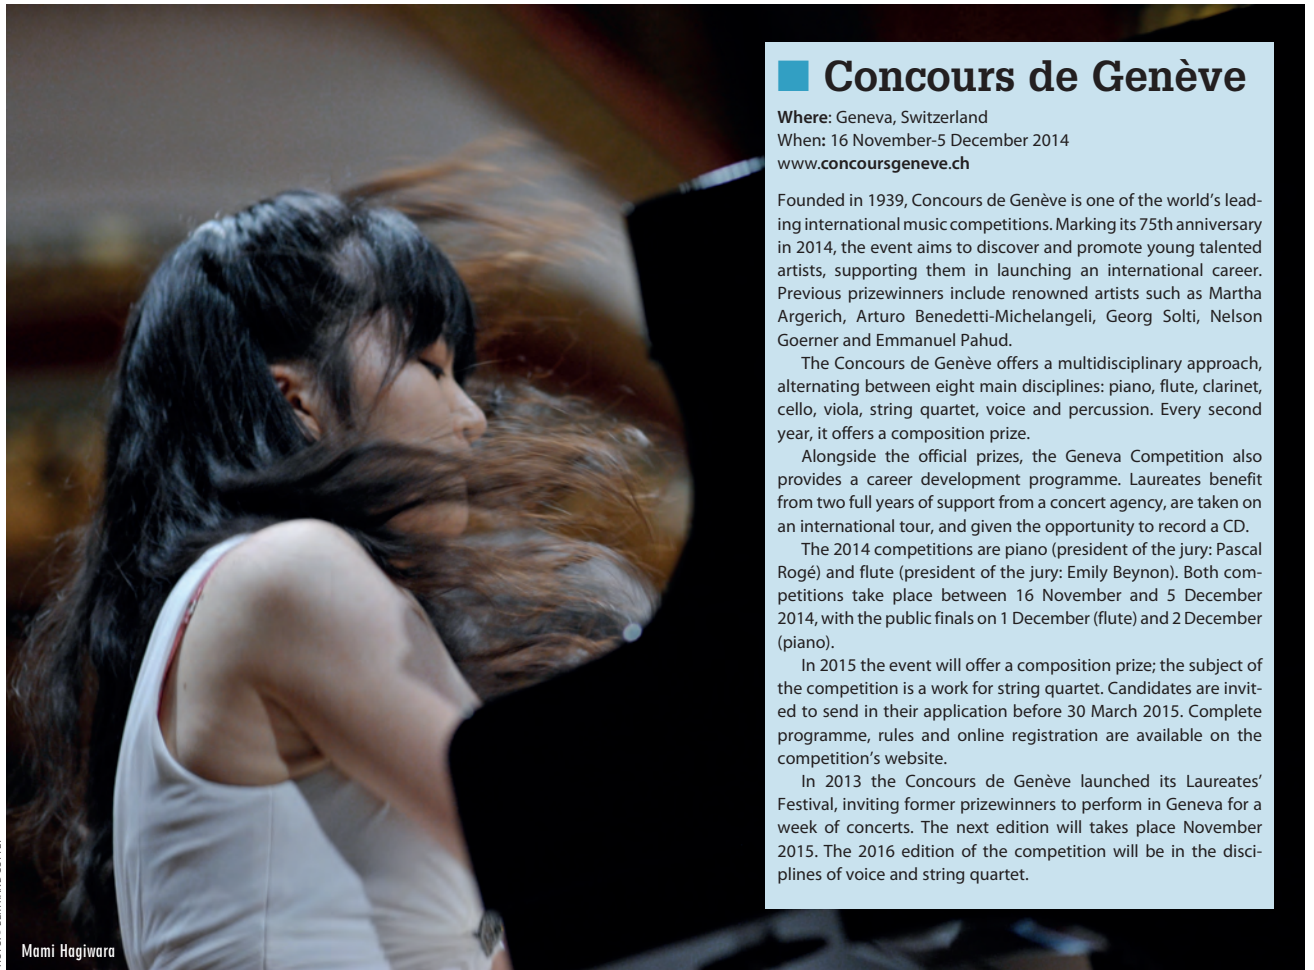 Concours de Genève
Where: Geneva, Switzerland
When: 16 November-5 December 2014
www.concoursgeneve.ch
Founded in 1939, Concours de Genève is one of the world's lead-
ing international music competitions. Marking its 75th anniversary
in 2014, the event aims to discover and promote young talented
artists, supporting them in launching an international career.
Previous prizewinners include renowned artists such as Martha
Argerich, Arturo Benedetti-Michelangeli, Georg Solti, Nelson
Goerner and Emmanuel Pahud.
The Concours de Genève offers a multidisciplinary approach,
alternating between eight main disciplines: piano, flute, clarinet,
cello, viola, string quartet, voice and percussion. Every second
year, it offers a composition prize.
Alongside the official prizes, the Geneva Competition also
provides a career development programme. Laureates benefit
from two full years of support from a concert agency, are taken on
an international tour, and given the opportunity to record a CD.
The 2014 competitions are piano (president of the jury: Pascal
Rogé) and flute (president of the jury: Emily Beynon). Both com-
petitions take place between 16 November and 5 December
2014, with the public finals on 1 December (flute) and 2 December
(piano).
In 2015 the event will offer a composition prize; the subject of
the competition is a work for string quartet. Candidates are invit-
ed to send in their application before 30 March 2015. Complete
programme, rules and online registration are available on the
competition's website.
In 2013 the Concours de Genève launched its Laureates'
Festival, inviting former prizewinners to perform in Geneva for a
week of concerts. The next edition will takes place November
2015. The 2016 edition of the competition will be in the disci-
plines of voice and string quartet.
Mami Hagiwara